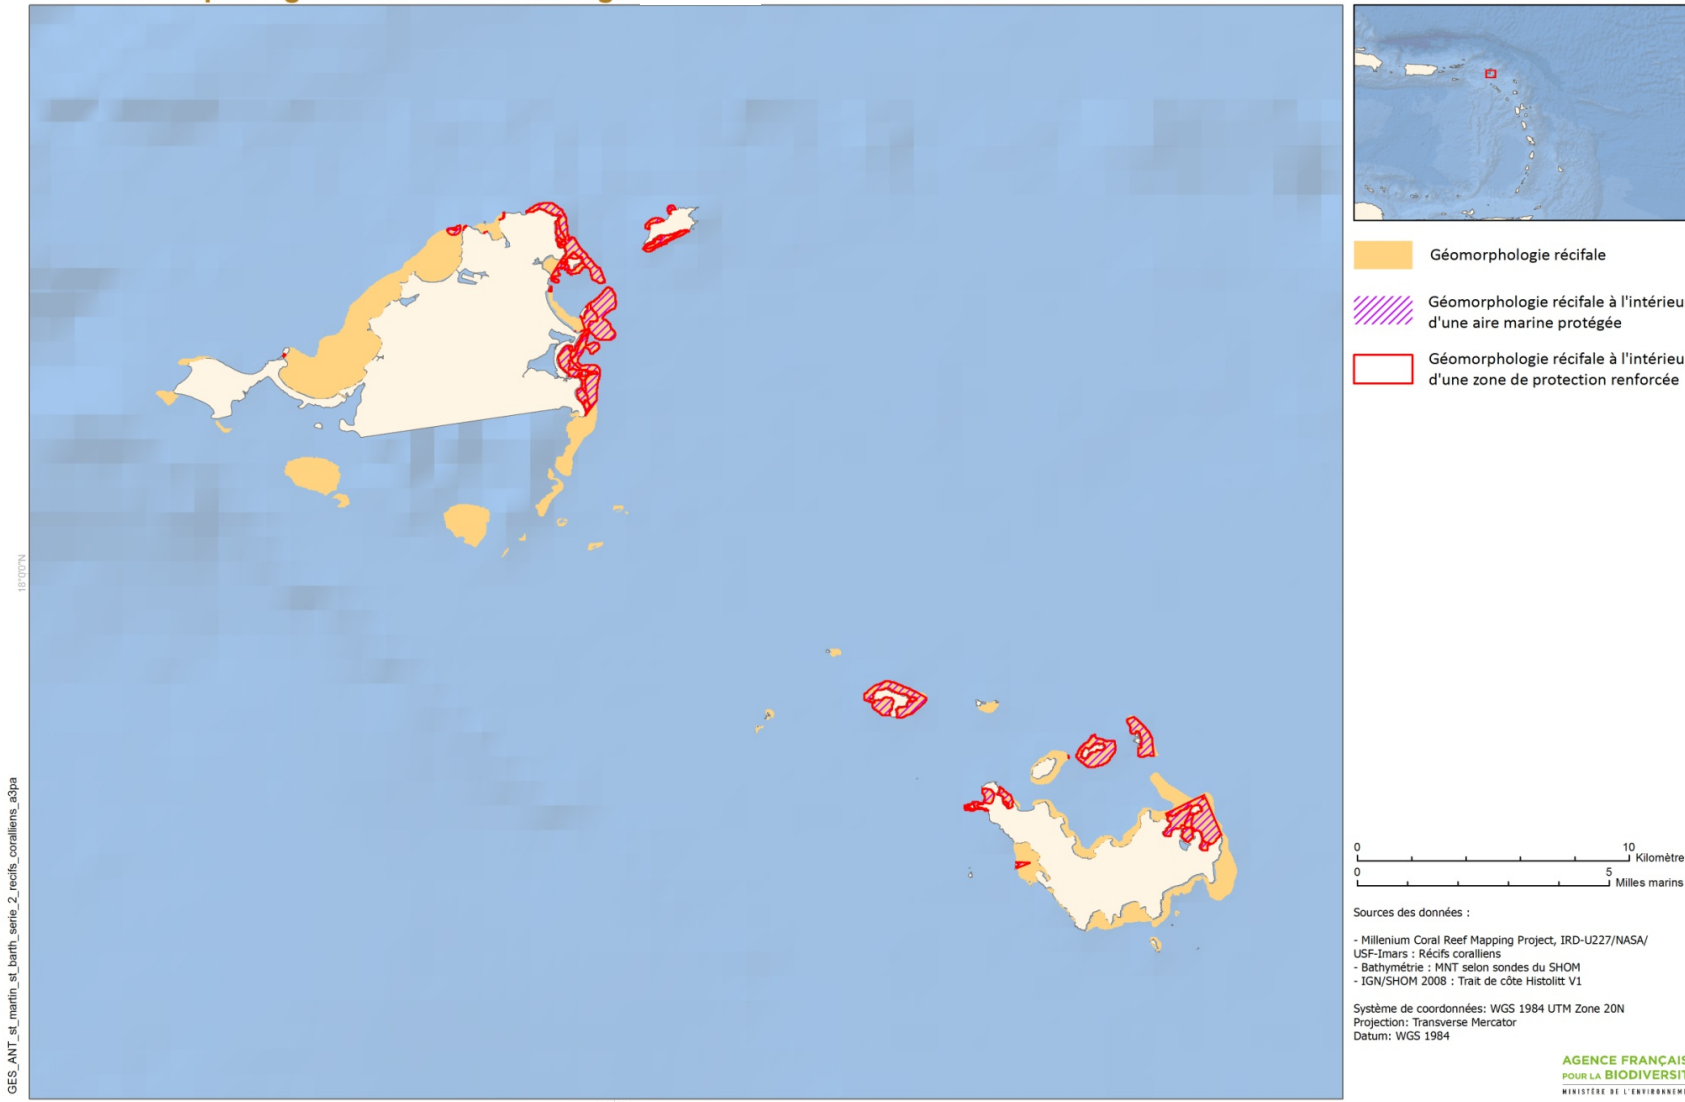 Géomorphologie récifale
Géomorphologie récifale à l'intérieu
d'une aire marine protégée
Géomorphologie récifale à l'intérieu
d'une zone de protection renforcée
18°0'0"N
0 10
Kilomètre
0 5
Milles marins
Sources des données :
- Millenium Coral Reef Mapping Project, IRD-U227/NASA/
USF-Imars : Récifs coralliens
- Bathymétrie : MNT selon sondes du SHOM
- IGN/SHOM 2008 : Trait de côte Histolitt V1
Système de coordonnées: WGS 1984 UTM Zone 20N
Projection: Transverse Mercator
Datum: WGS 1984
GES_ANT_st_martin_st_barth_serie_2_recifs_coralliens_a3pa
AGENCE FRANÇAIS
POUR LA BIODIVERSIT
MINISTÈRE DE L'ENVIRONNEM